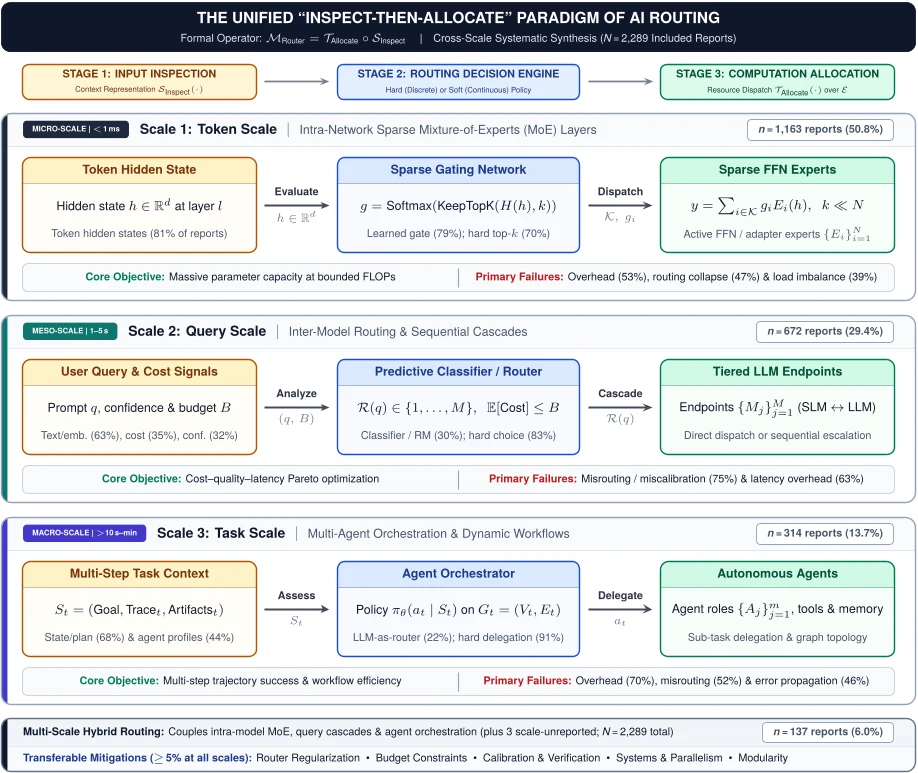 THE UNIFIED “INSPECT-THEN-ALLOCATE” PARADIGM OF AI ROUTING
Formal Operator: ℳ_Router = 𝒯_Allocate ∘ 𝒮_Inspect | Cross-Scale Systematic Synthesis (N = 2,289 Included Reports)
STAGE 1: INPUT INSPECTION
Context Representation 𝒮_Inspect(·)
STAGE 2: ROUTING DECISION ENGINE
Hard (Discrete) or Soft (Continuous) Policy
STAGE 3: COMPUTATION ALLOCATION
Resource Dispatch 𝒯_Allocate(·) over ℰ
MICRO-SCALE | < 1 ms
Scale 1: Token Scale | Intra-Network Sparse Mixture-of-Experts (MoE) Layers
n = 1,163 reports (50.8%)
Token Hidden State
Hidden state h ∈ ℝ^d at layer l
Token hidden states (81% of reports)
Evaluate
h ∈ ℝ^d
Sparse Gating Network
g = Softmax(KeepTopK(H(h), k))
Learned gate (79%); hard top-k (70%)
Dispatch
𝒦, g_i
Sparse FFN Experts
y = ∑_{i∈𝒦} g_i E_i(h), k ≪ N
Active FFN / adapter experts {E_i}_{i=1}^N
Core Objective: Massive parameter capacity at bounded FLOPs
Primary Failures: Overhead (53%), routing collapse (47%) & load imbalance (39%)
MESO-SCALE | 1–5 s
Scale 2: Query Scale | Inter-Model Routing & Sequential Cascades
n = 672 reports (29.4%)
User Query & Cost Signals
Prompt q, confidence & budget B
Text/emb. (63%), cost (35%), conf. (32%)
Analyze
(q, B)
Predictive Classifier / Router
ℛ(q) ∈ {1, . . . , M}, 𝔼[Cost] ≤ B
Classifier / RM (30%); hard choice (83%)
Cascade
ℛ(q)
Tiered LLM Endpoints
Endpoints {M_j}_{j=1}^M (SLM ↔ LLM)
Direct dispatch or sequential escalation
Core Objective: Cost–quality–latency Pareto optimization
Primary Failures: Misrouting / miscalibration (75%) & latency overhead (63%)
MACRO-SCALE | > 10 s–min
Scale 3: Task Scale | Multi-Agent Orchestration & Dynamic Workflows
n = 314 reports (13.7%)
Multi-Step Task Context
S_t = (Goal, Trace_t, Artifacts_t)
State/plan (68%) & agent profiles (44%)
Assess
S_t
Agent Orchestrator
Policy π_θ(a_t | S_t) on G_t = (V_t, E_t)
LLM-as-router (22%); hard delegation (91%)
Delegate
a_t
Autonomous Agents
Agent roles {A_j}_{j=1}^m, tools & memory
Sub-task delegation & graph topology
Core Objective: Multi-step trajectory success & workflow efficiency
Primary Failures: Overhead (70%), misrouting (52%) & error propagation (46%)
Multi-Scale Hybrid Routing: Couples intra-model MoE, query cascades & agent orchestration (plus 3 scale-unreported; N = 2,289 total)
n = 137 reports (6.0%)
Transferable Mitigations (≥ 5% at all scales): Router Regularization • Budget Constraints • Calibration & Verification • Systems & Parallelism • Modularity